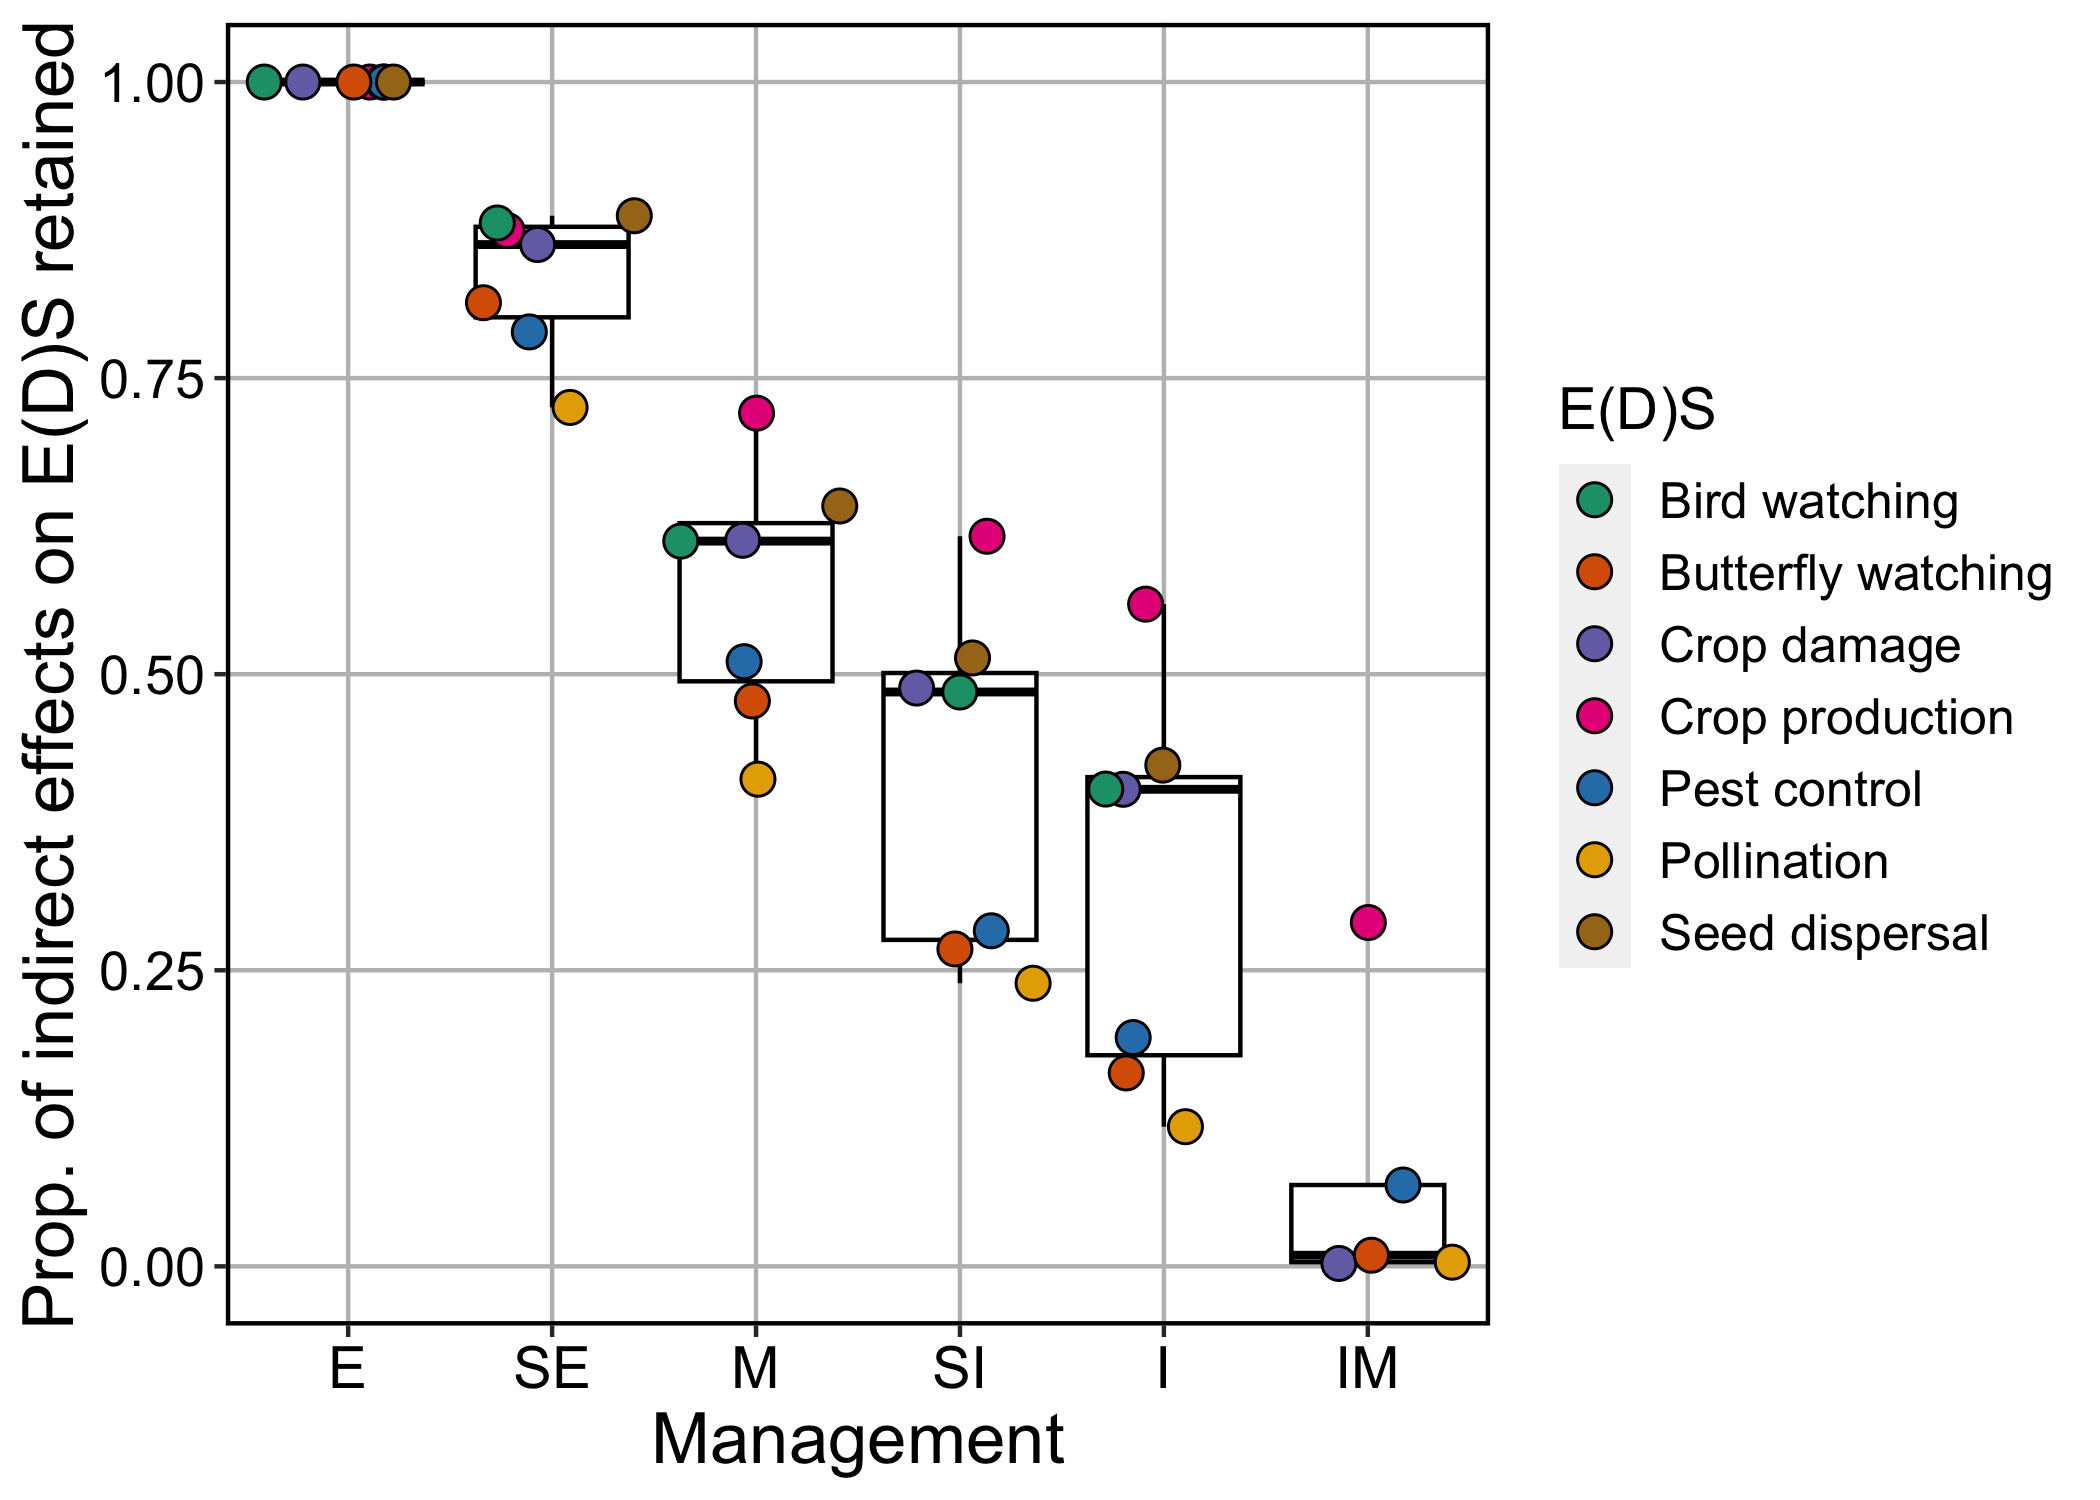 Prop. of indirect effects on E(D)S retained
1.00
0.75
0.50
0.25
0.00
E SE M SI I IM
Management
E(D)S
Bird watching
Butterfly watching
Crop damage
Crop production
Pest control
Pollination
Seed dispersal